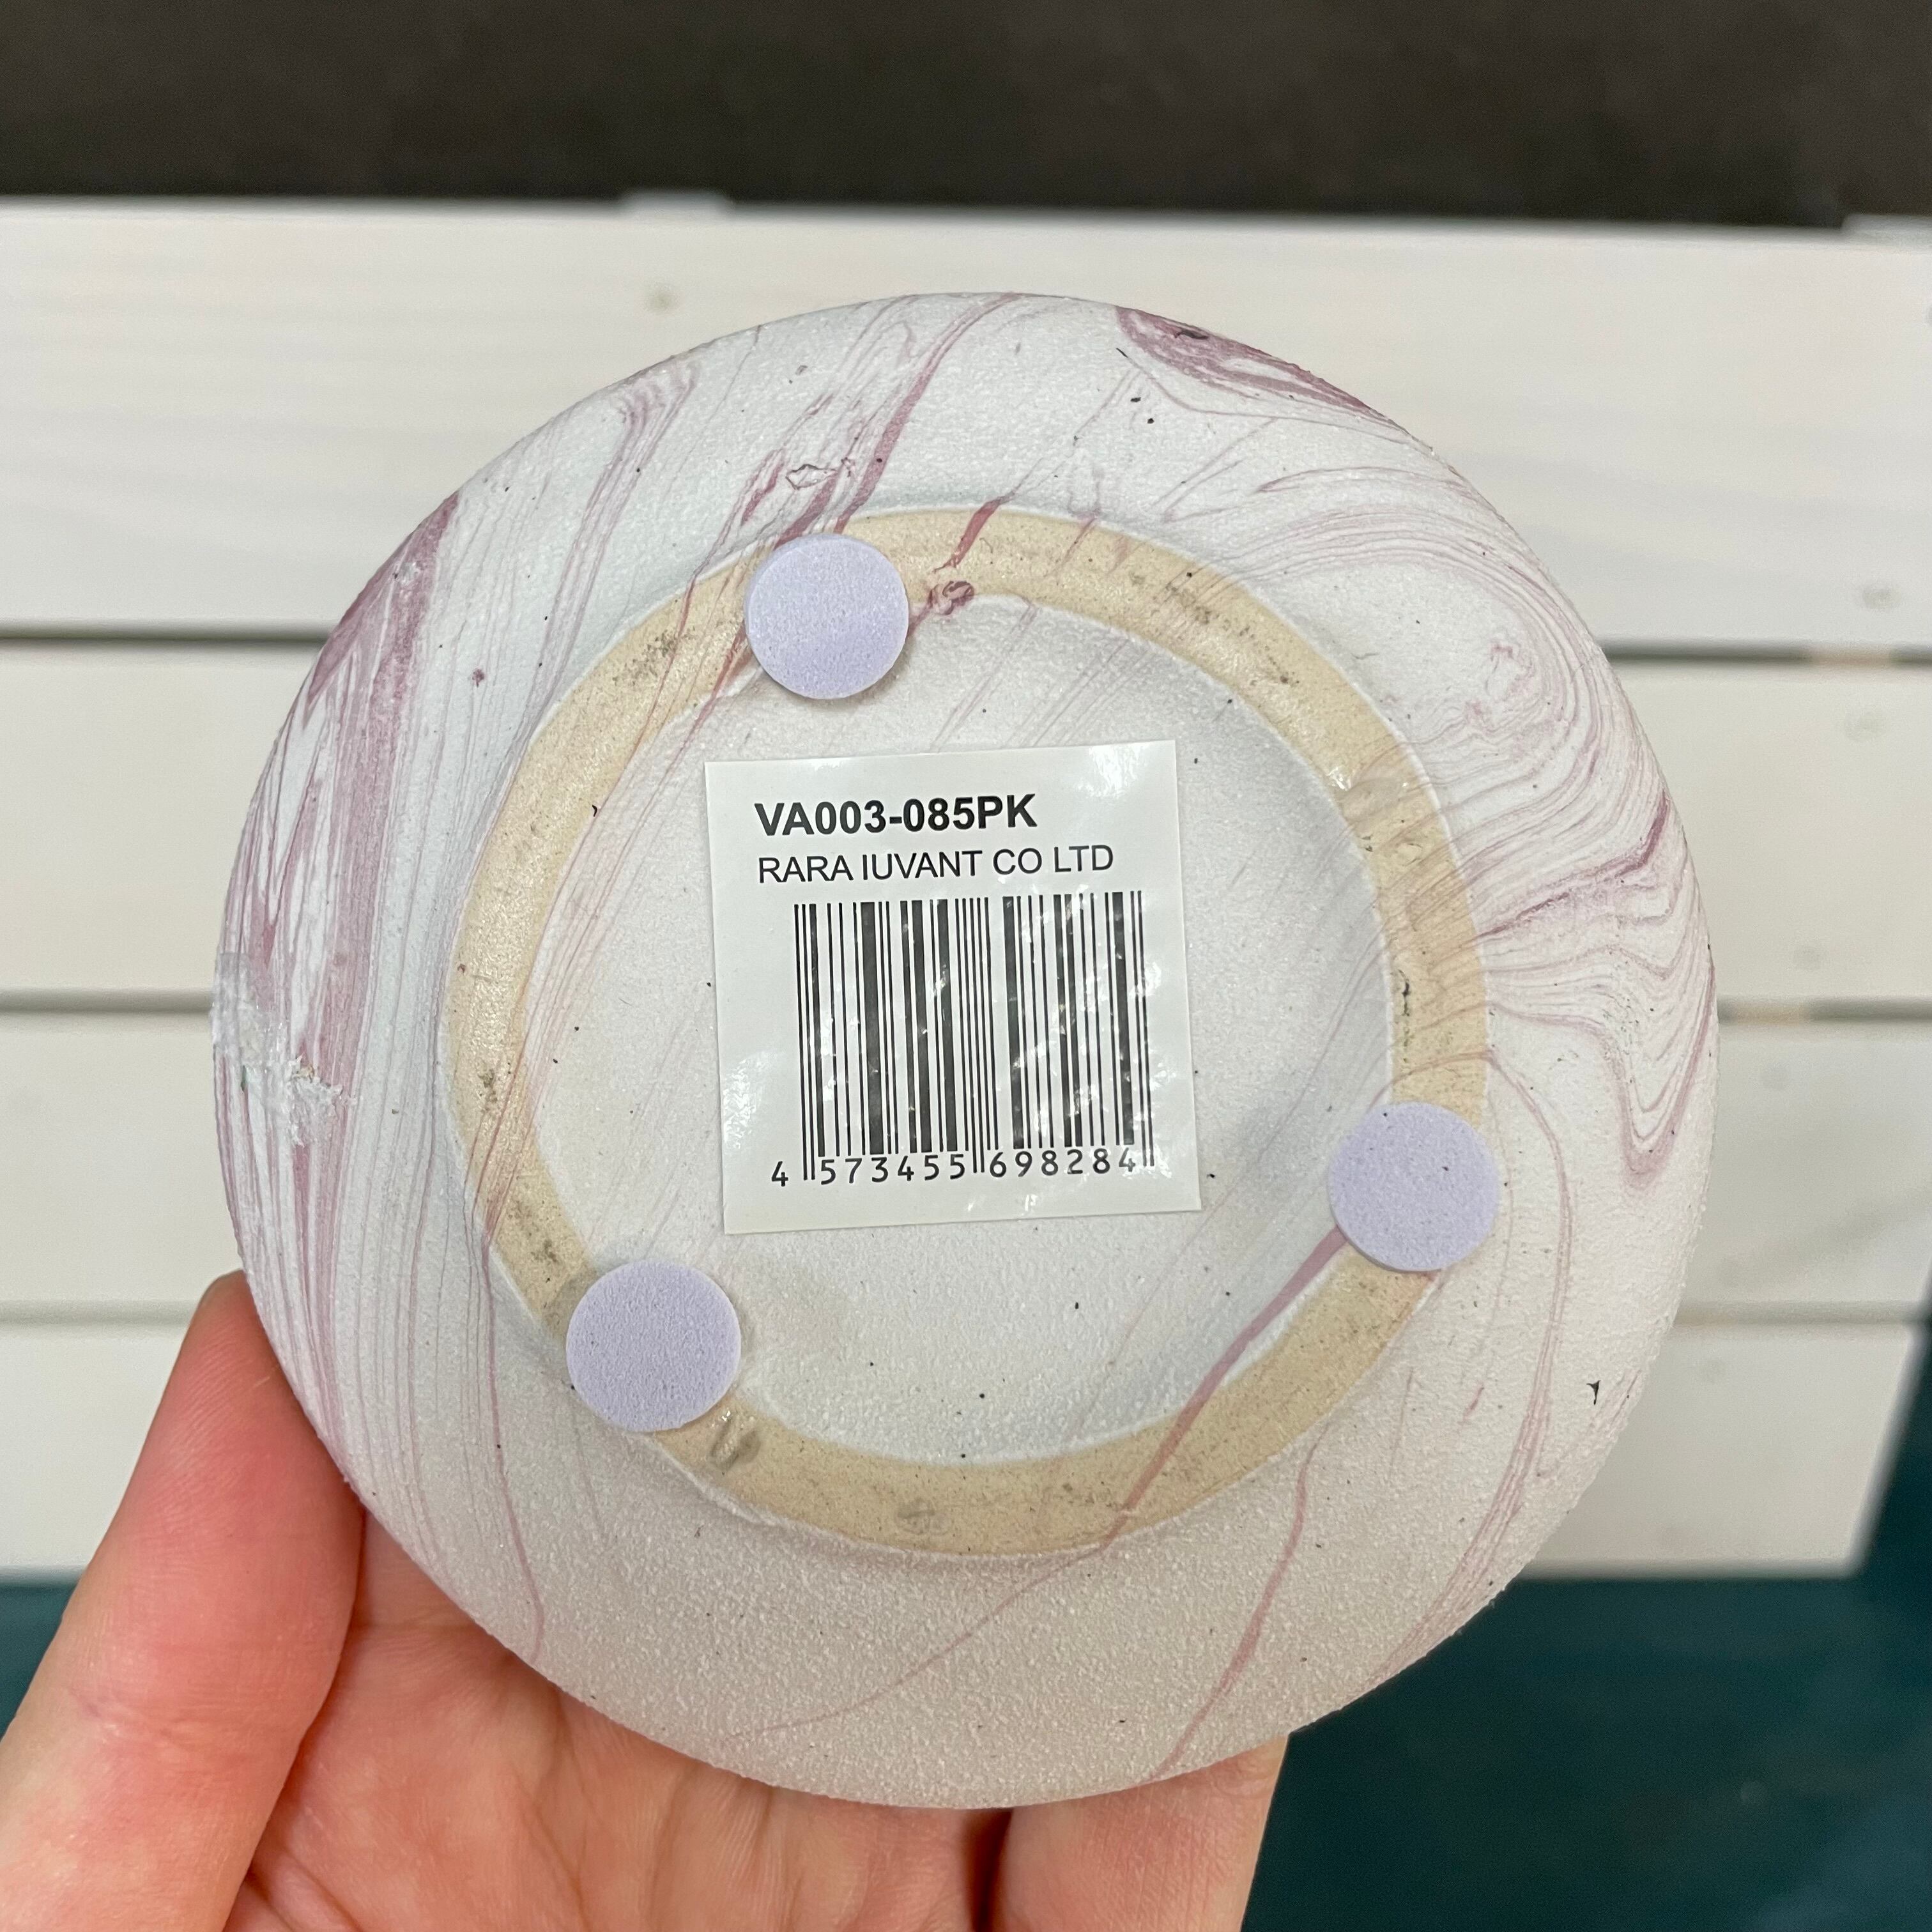 VA003-085PK
RARA IUVANT CO LTD
4 573455 698284